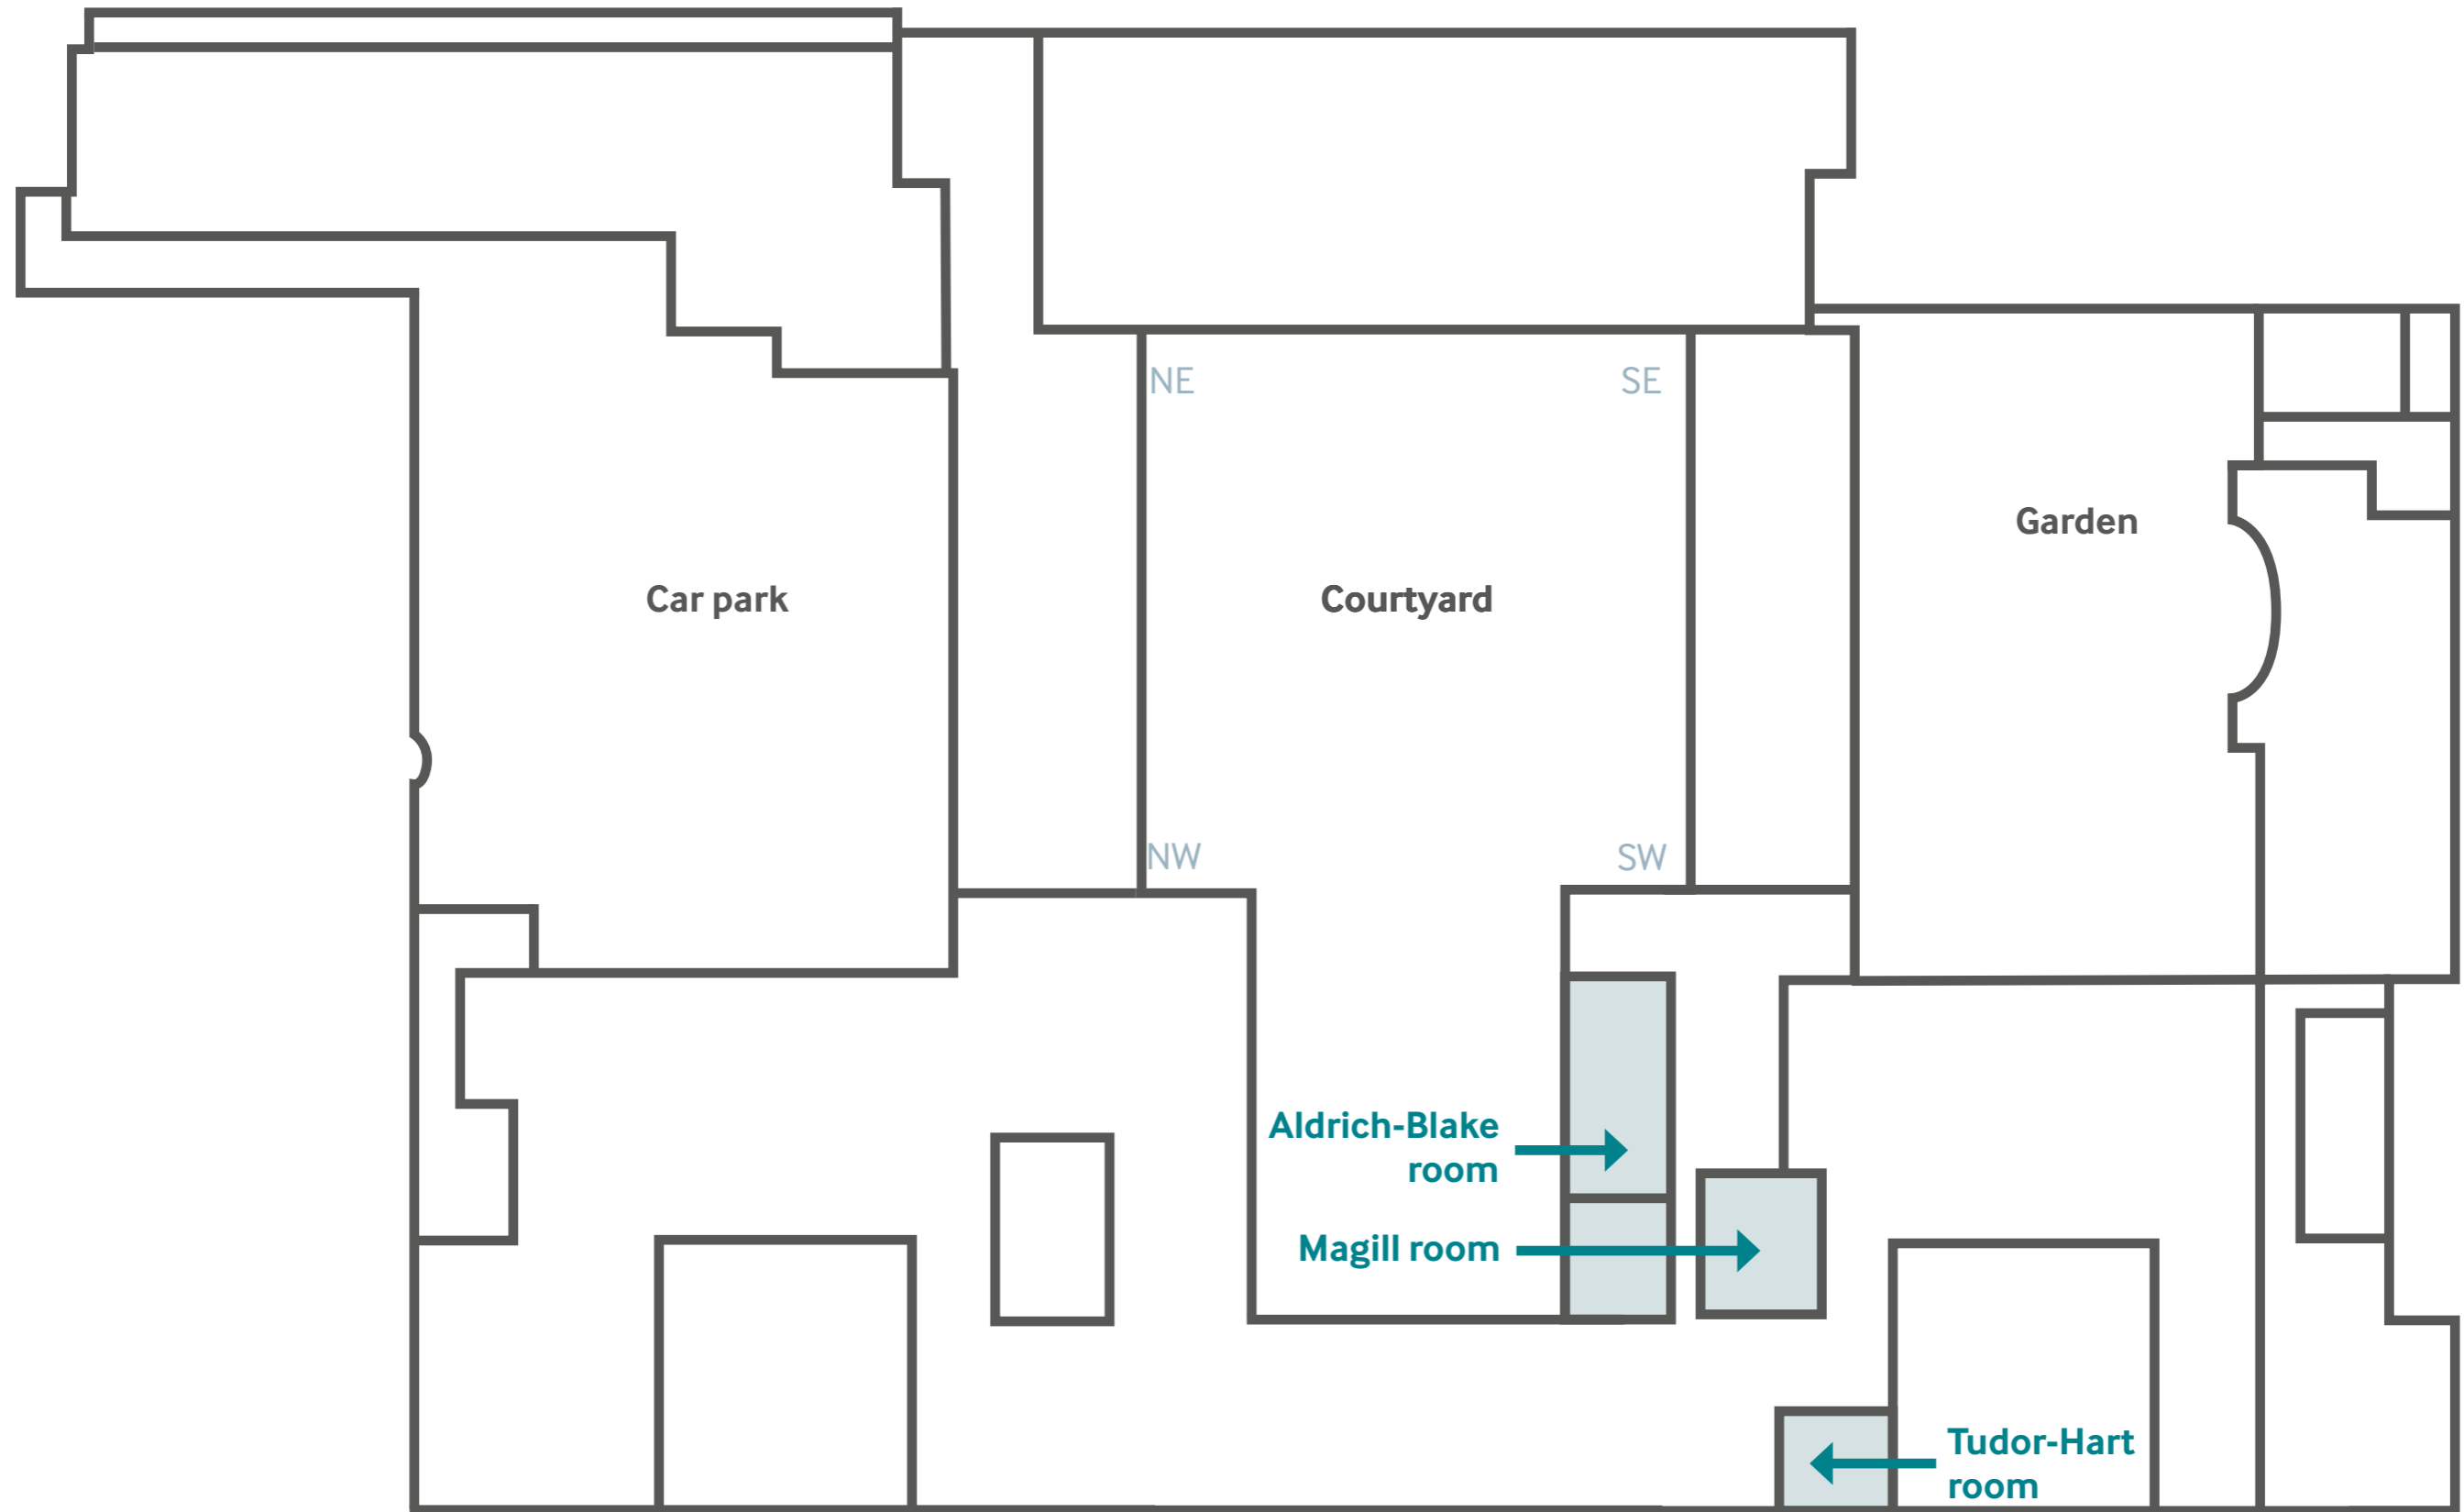 NE
SE
Garden
Car park
Courtyard
NW
SW
Aldrich-Blake
room
Magill room
Tudor-Hart
room